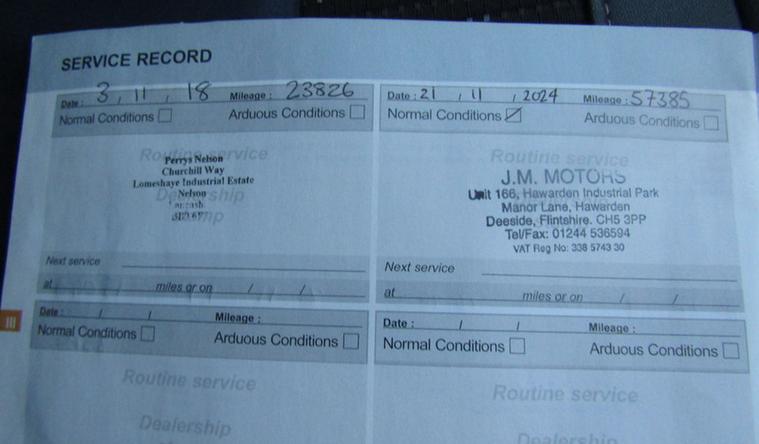 SERVICE RECORD
Date : 3 / 11 / 18 Mileage : 23826
Normal Conditions Arduous Conditions
Routine service
Perrys Nelson
Churchill Way
Lomeshaye Industrial Estate
Nelson
Dealership
Next service
at miles or on / /
Date : 21 / 11 / 2024 Mileage : 57385
Normal Conditions Arduous Conditions
Routine service
J.M. MOTORS
Unit 166, Hawarden Industrial Park
Manor Lane, Hawarden
Deeside, Flintshire. CH5 3PP
Tel/Fax: 01244 536594
VAT Reg No: 338 5743 30
Next service
at miles or on / /
III
Date : / / Mileage :
Normal Conditions Arduous Conditions
Routine service
Dealership
Date : / / Mileage :
Normal Conditions Arduous Conditions
Routine service
Dealership